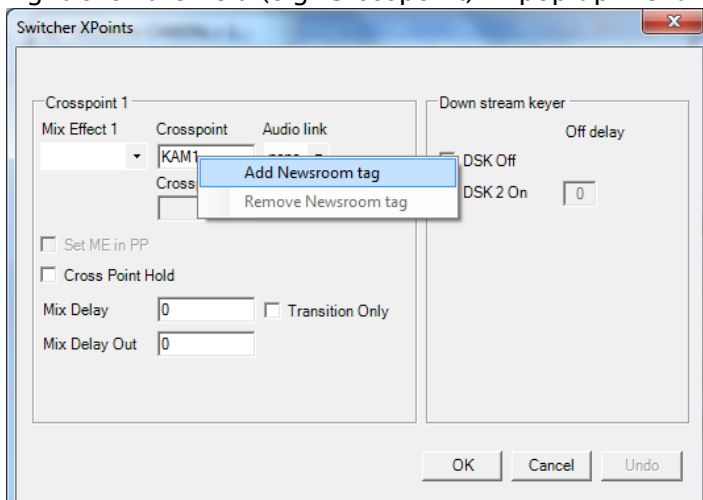 Switcher XPoints
Crosspoint 1
Mix Effect 1 Crosspoint Audio link
KAM1
Add Newsroom tag
Remove Newsroom tag
Set ME in PP
Cross Point Hold
Mix Delay 0 Transition Only
Mix Delay Out 0
Down stream keyer
Off delay
DSK Off
DSK 2 On 0
OK Cancel Undo